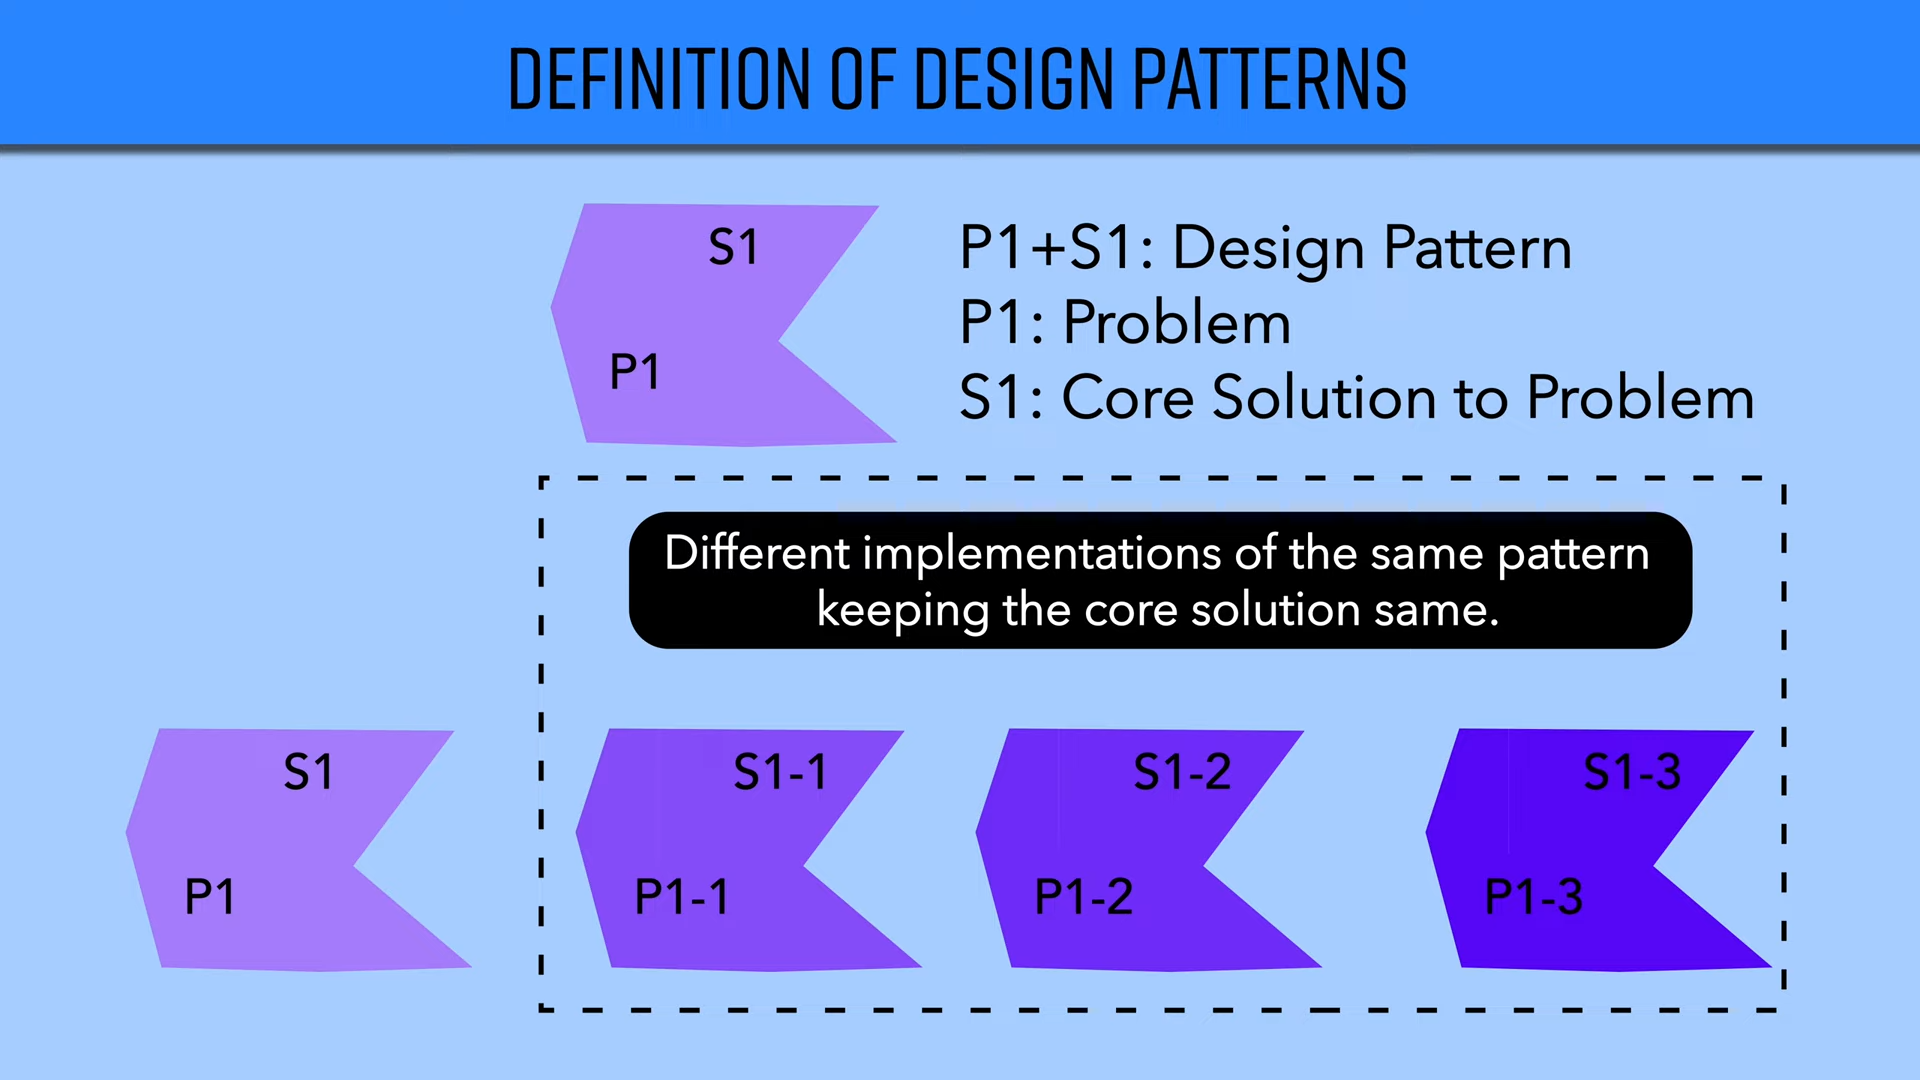 DEFINITION OF DESIGN PATTERNS
S1
P1
P1+S1: Design Pattern
P1: Problem
S1: Core Solution to Problem
Different implementations of the same pattern
keeping the core solution same.
S1
P1
S1-1
P1-1
S1-2
P1-2
S1-3
P1-3